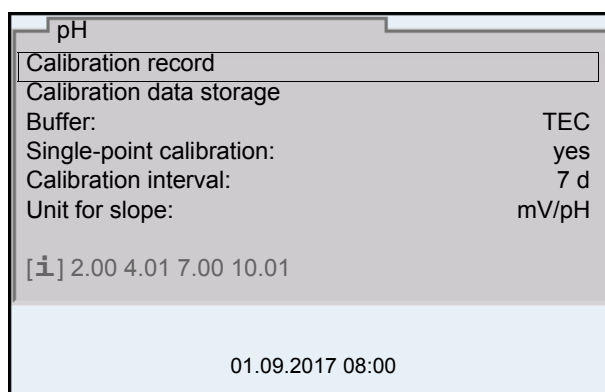 pH
Calibration record
Calibration data storage
Buffer: TEC
Single-point calibration: yes
Calibration interval: 7 d
Unit for slope: mV/pH
[i] 2.00 4.01 7.00 10.01
01.09.2017 08:00